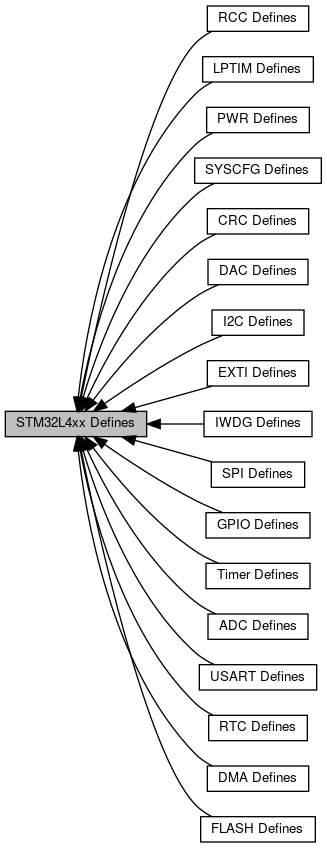 RCC Defines
LPTIM Defines
PWR Defines
SYSCFG Defines
CRC Defines
DAC Defines
I2C Defines
EXTI Defines
STM32L4xx Defines
IWDG Defines
SPI Defines
GPIO Defines
Timer Defines
ADC Defines
USART Defines
RTC Defines
DMA Defines
FLASH Defines